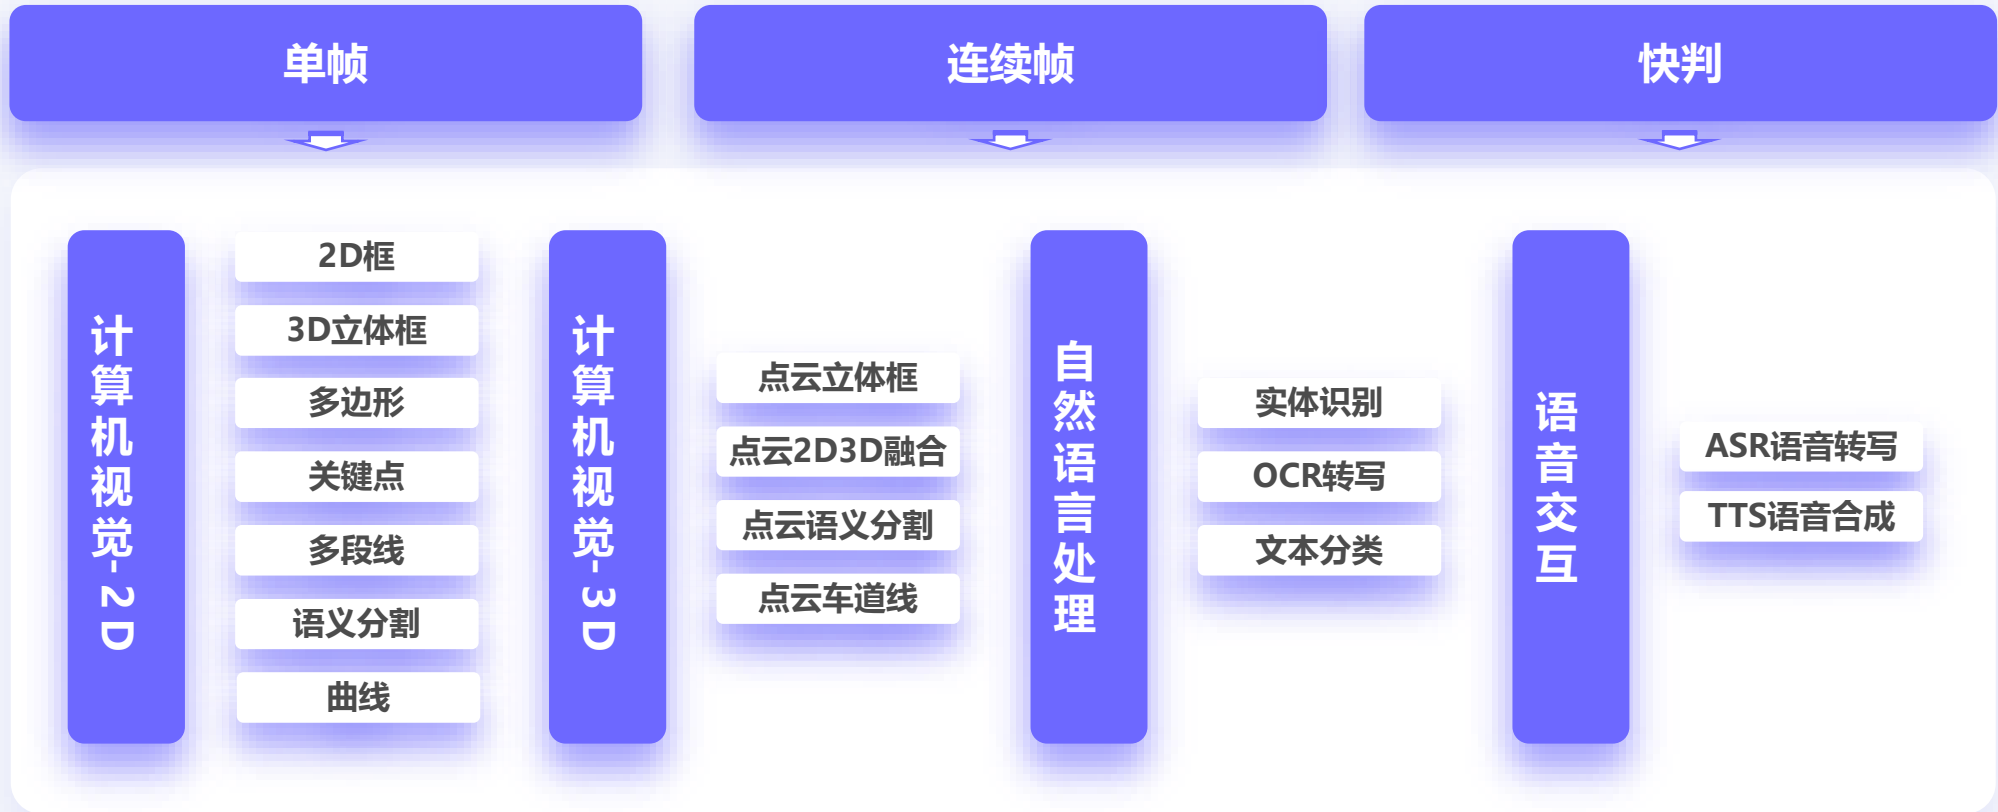 单帧
连续帧
快判
计算机视觉-2D
2D框
3D立体框
多边形
关键点
多段线
语义分割
曲线
计算机视觉-3D
点云立体框
点云2D3D融合
点云语义分割
点云车道线
自然语言处理
实体识别
OCR转写
文本分类
语音交互
ASR语音转写
TTS语音合成